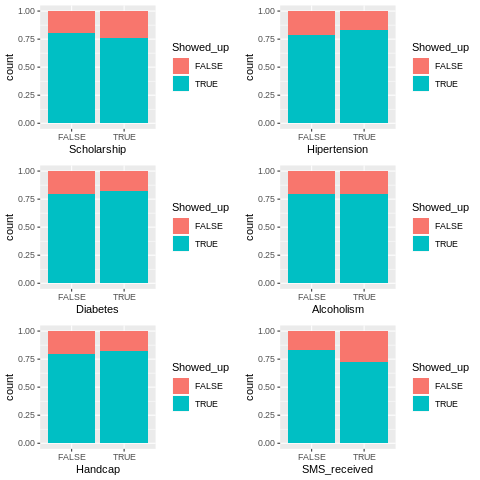 count
1.00
0.75
0.50
0.25
0.00
FALSE TRUE
Scholarship
Showed_up
FALSE
TRUE
count
1.00
0.75
0.50
0.25
0.00
FALSE TRUE
Hipertension
Showed_up
FALSE
TRUE
count
1.00
0.75
0.50
0.25
0.00
FALSE TRUE
Diabetes
Showed_up
FALSE
TRUE
count
1.00
0.75
0.50
0.25
0.00
FALSE TRUE
Alcoholism
Showed_up
FALSE
TRUE
count
1.00
0.75
0.50
0.25
0.00
FALSE TRUE
Handcap
Showed_up
FALSE
TRUE
count
1.00
0.75
0.50
0.25
0.00
FALSE TRUE
SMS_received
Showed_up
FALSE
TRUE